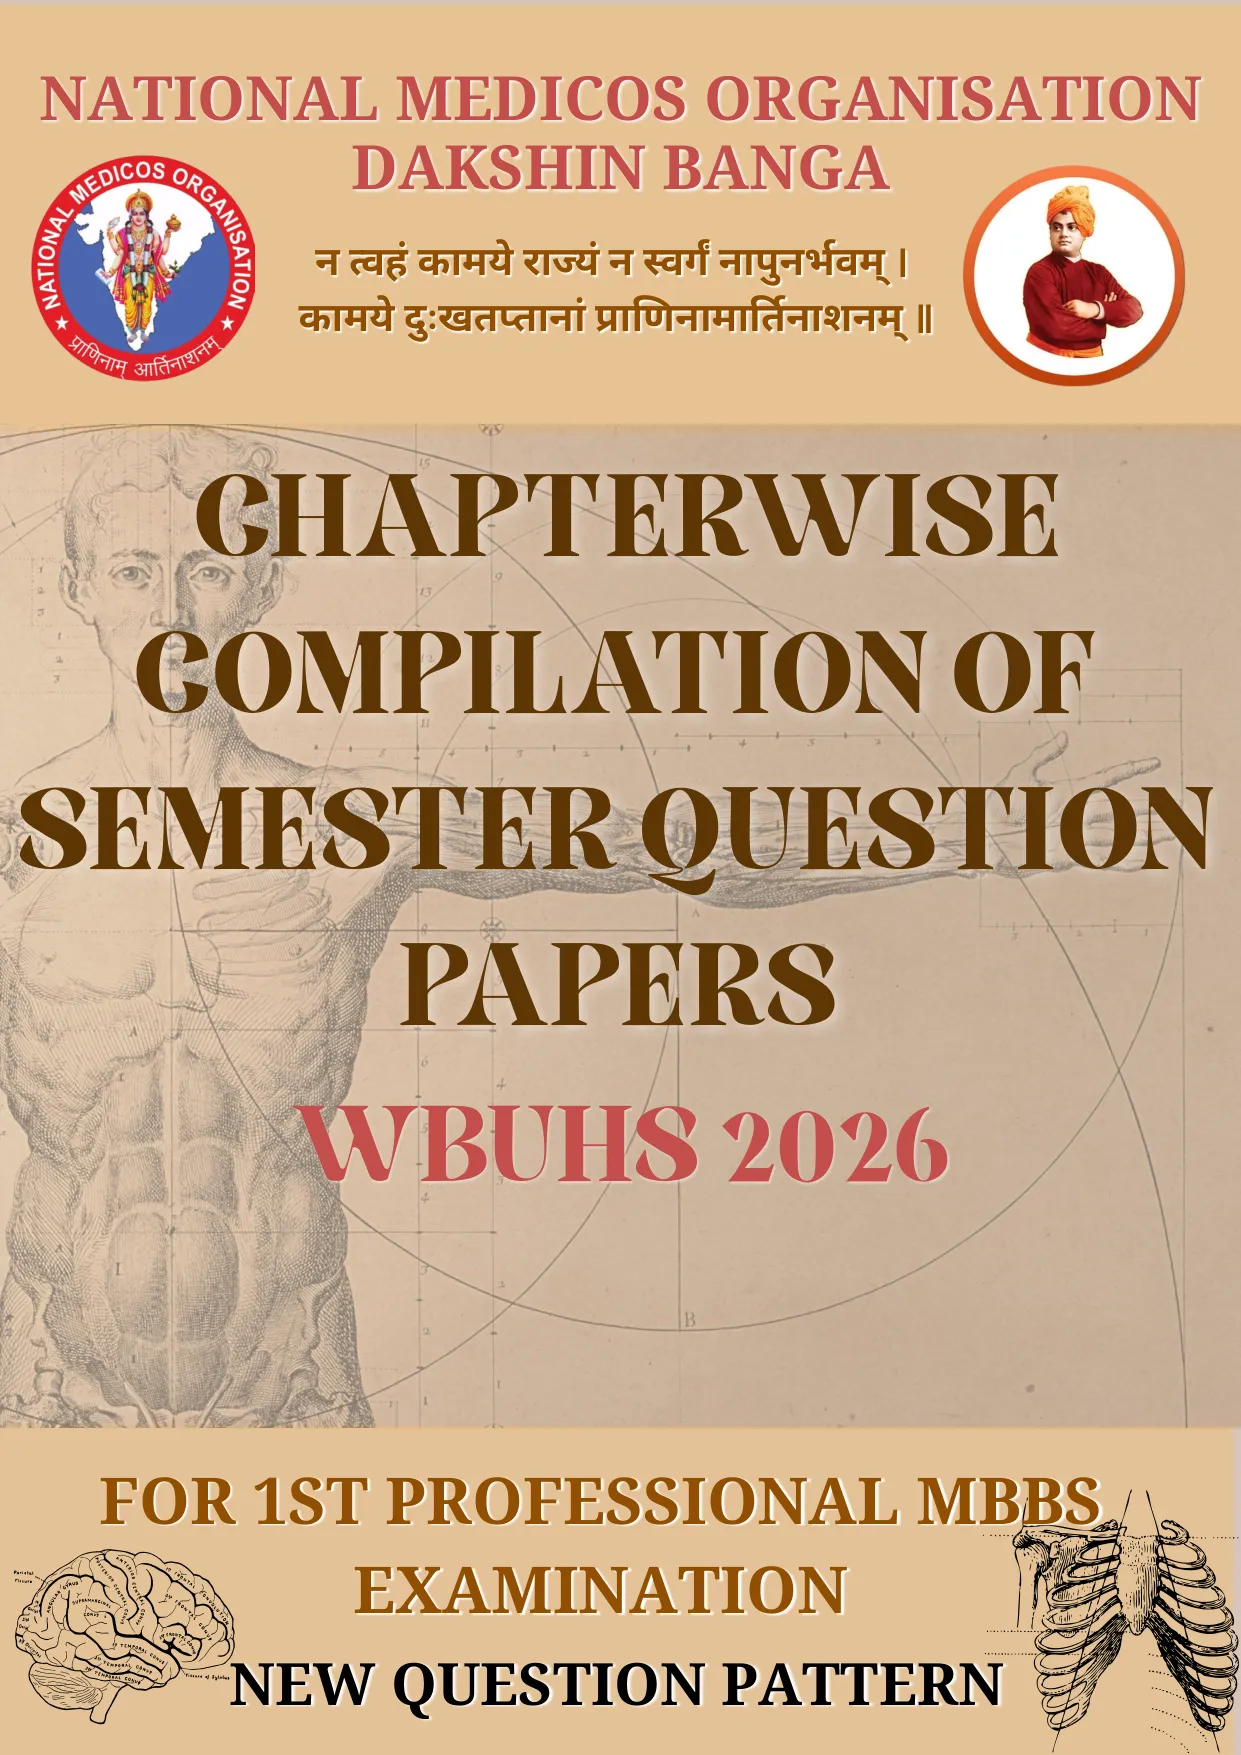 NATIONAL MEDICOS ORGANISATION
DAKSHIN BANGA
NATIONAL MEDICOS ORGANISATION
प्राणिनाम् आर्तिनाशनम्
न त्वहं कामये राज्यं न स्वर्गं नापुनर्भवम् ।
कामये दुःखतप्तानां प्राणिनामार्तिनाशनम् ॥
CHAPTERWISE
COMPILATION OF
SEMESTER QUESTION
PAPERS
WBUHS 2026
FOR 1ST PROFESSIONAL MBBS
EXAMINATION
NEW QUESTION PATTERN